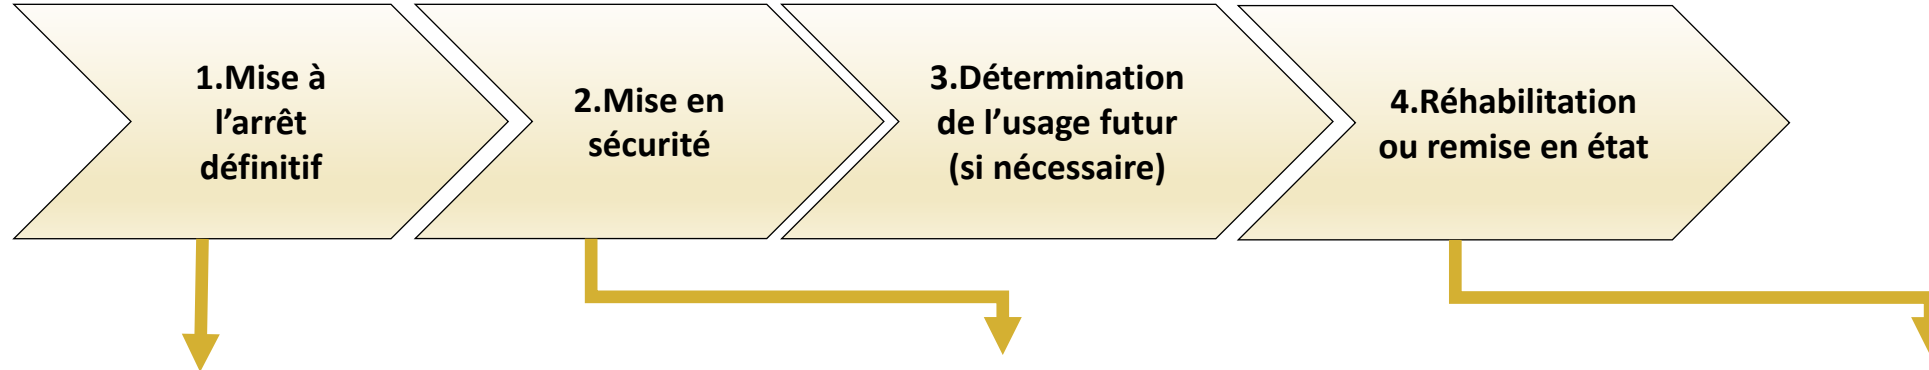 1.Mise à
l’arrêt
définitif
2.Mise en
sécurité
3.Détermination
de l’usage futur
(si nécessaire)
4.Réhabilitation
ou remise en état